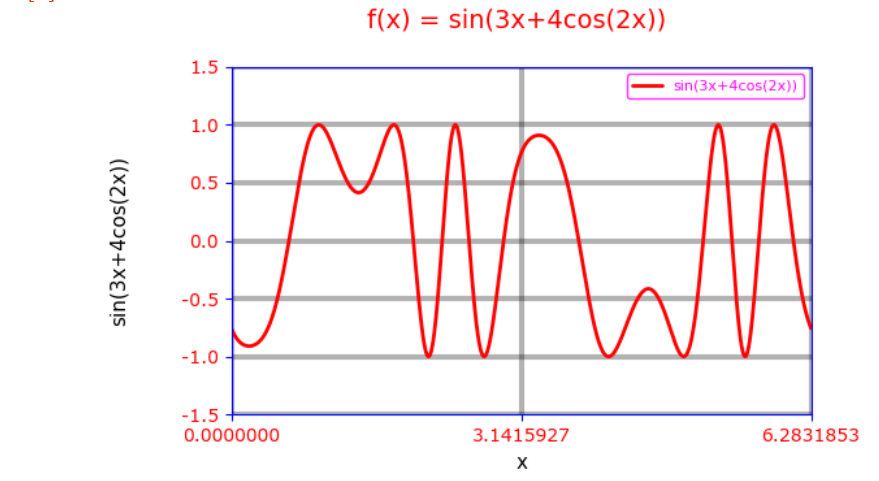 f(x) = sin(3x+4cos(2x))
sin(3x+4cos(2x))
1.5
1.0
0.5
0.0
-0.5
-1.0
-1.5
sin(3x+4cos(2x))
0.0000000
3.1415927
6.2831853
x